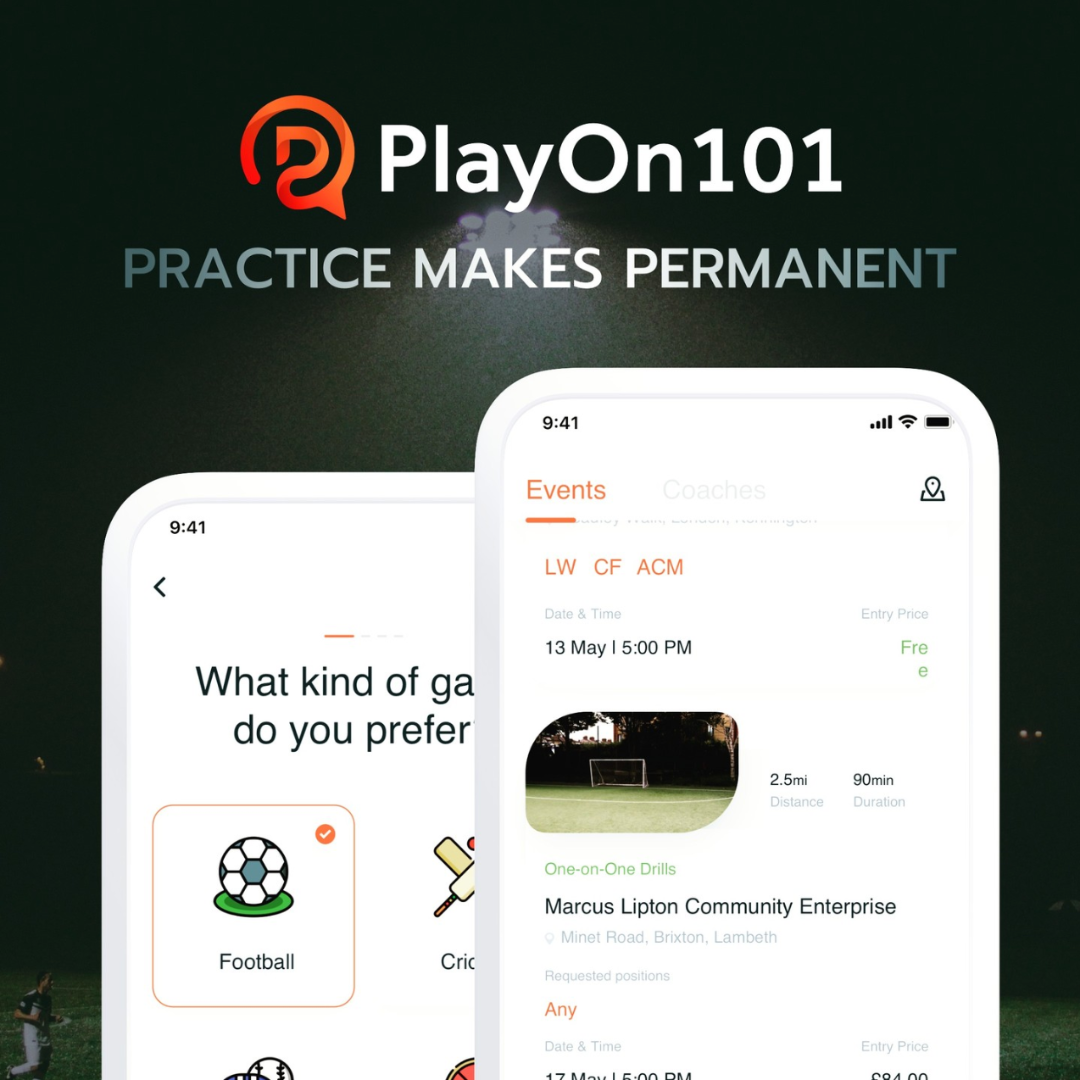 PlayOn101
PRACTICE MAKES PERMANENT
9:41
What kind of ga
do you prefer
Football
Cric
9:41
Events
Coaches
London, Kennington
LW CF ACM
Date & Time
Entry Price
13 May | 5:00 PM
Fre
e
2.5mi
90min
Distance
Duration
One-on-One Drills
Marcus Lipton Community Enterprise
Minet Road, Brixton, Lambeth
Requested positions
Any
Date & Time
Entry Price
17 May | 5:00 PM
£84.00